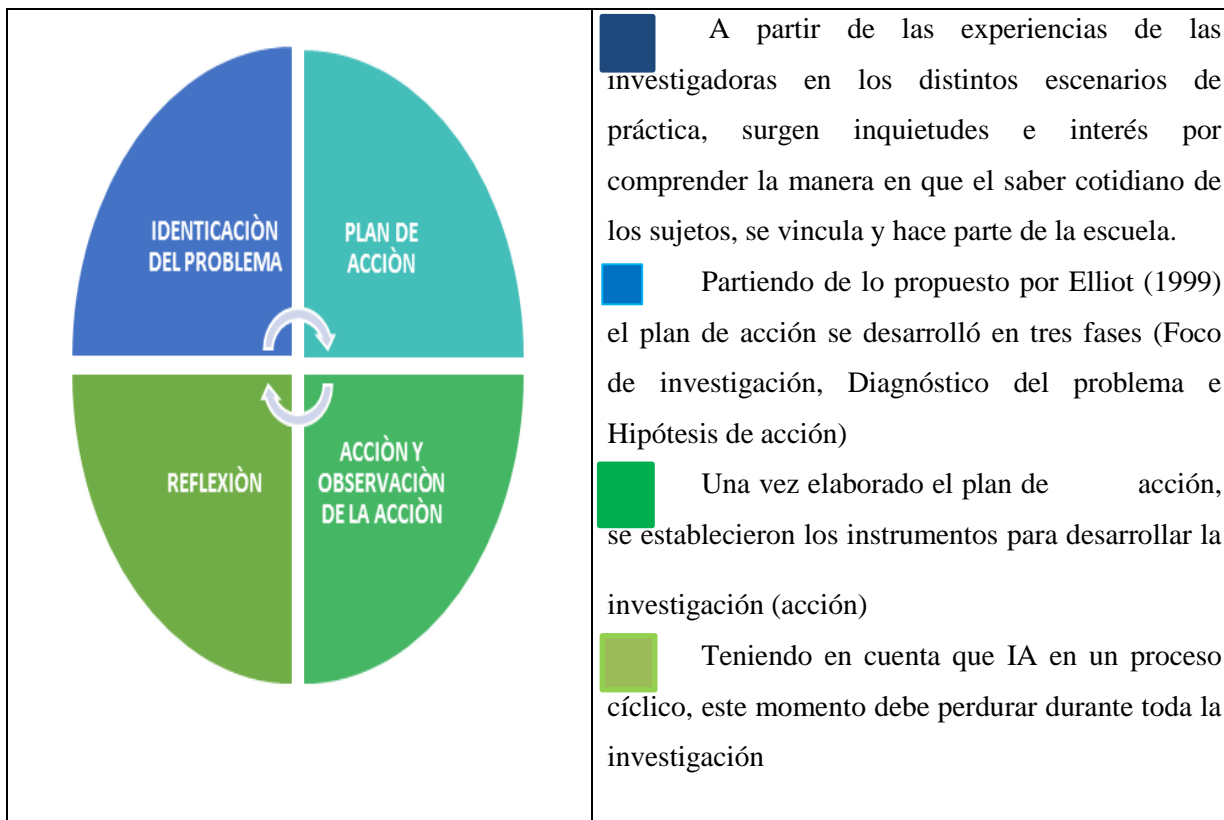 IDENTICACIÒN
DEL PROBLEMA
PLAN DE
ACCIÒN
REFLEXIÒN
ACCIÒN Y
OBSERVACIÒN
DE LA ACCIÒN
A partir de las experiencias de las
investigadoras en los distintos escenarios de
práctica, surgen inquietudes e interés por
comprender la manera en que el saber cotidiano de
los sujetos, se vincula y hace parte de la escuela.
Partiendo de lo propuesto por Elliot (1999)
el plan de acción se desarrolló en tres fases (Foco
de investigación, Diagnóstico del problema e
Hipótesis de acción)
Una vez elaborado el plan de acción,
se establecieron los instrumentos para desarrollar la
investigación (acción)
Teniendo en cuenta que IA en un proceso
cíclico, este momento debe perdurar durante toda la
investigación